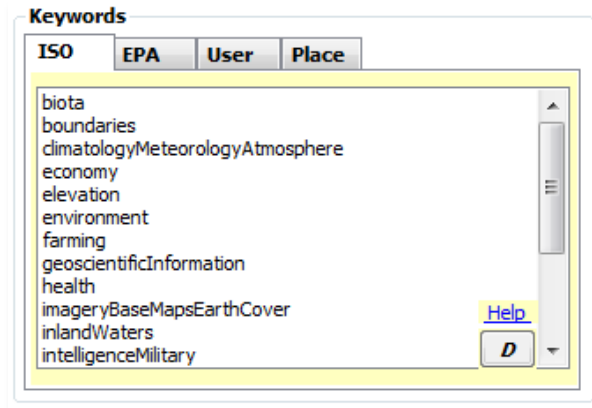 Keywords
ISO EPA User Place
biota
boundaries
climatologyMeteorologyAtmosphere
economy
elevation
environment
farming
geoscientificInformation
health
imageryBaseMapsEarthCover
Help
inlandWaters
intelligenceMilitary
D